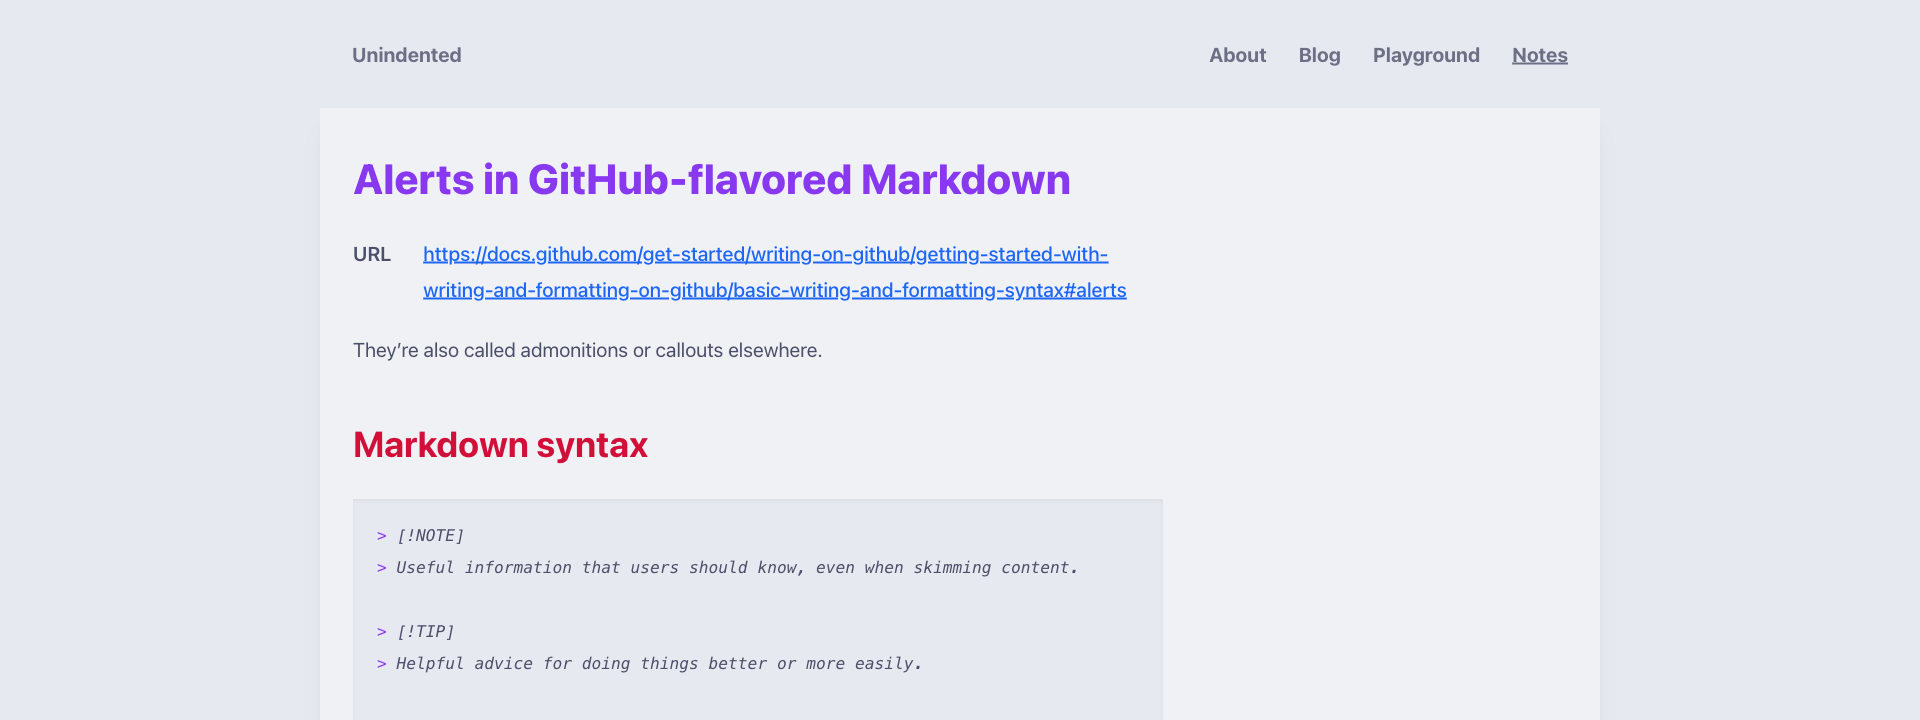 Unindented
About Blog Playground Notes
Alerts in GitHub-flavored Markdown
URL https://docs.github.com/get-started/writing-on-github/getting-started-with-
writing-and-formatting-on-github/basic-writing-and-formatting-syntax#alerts
They’re also called admonitions or callouts elsewhere.
Markdown syntax
> [!NOTE]
> Useful information that users should know, even when skimming content.
> [!TIP]
> Helpful advice for doing things better or more easily.